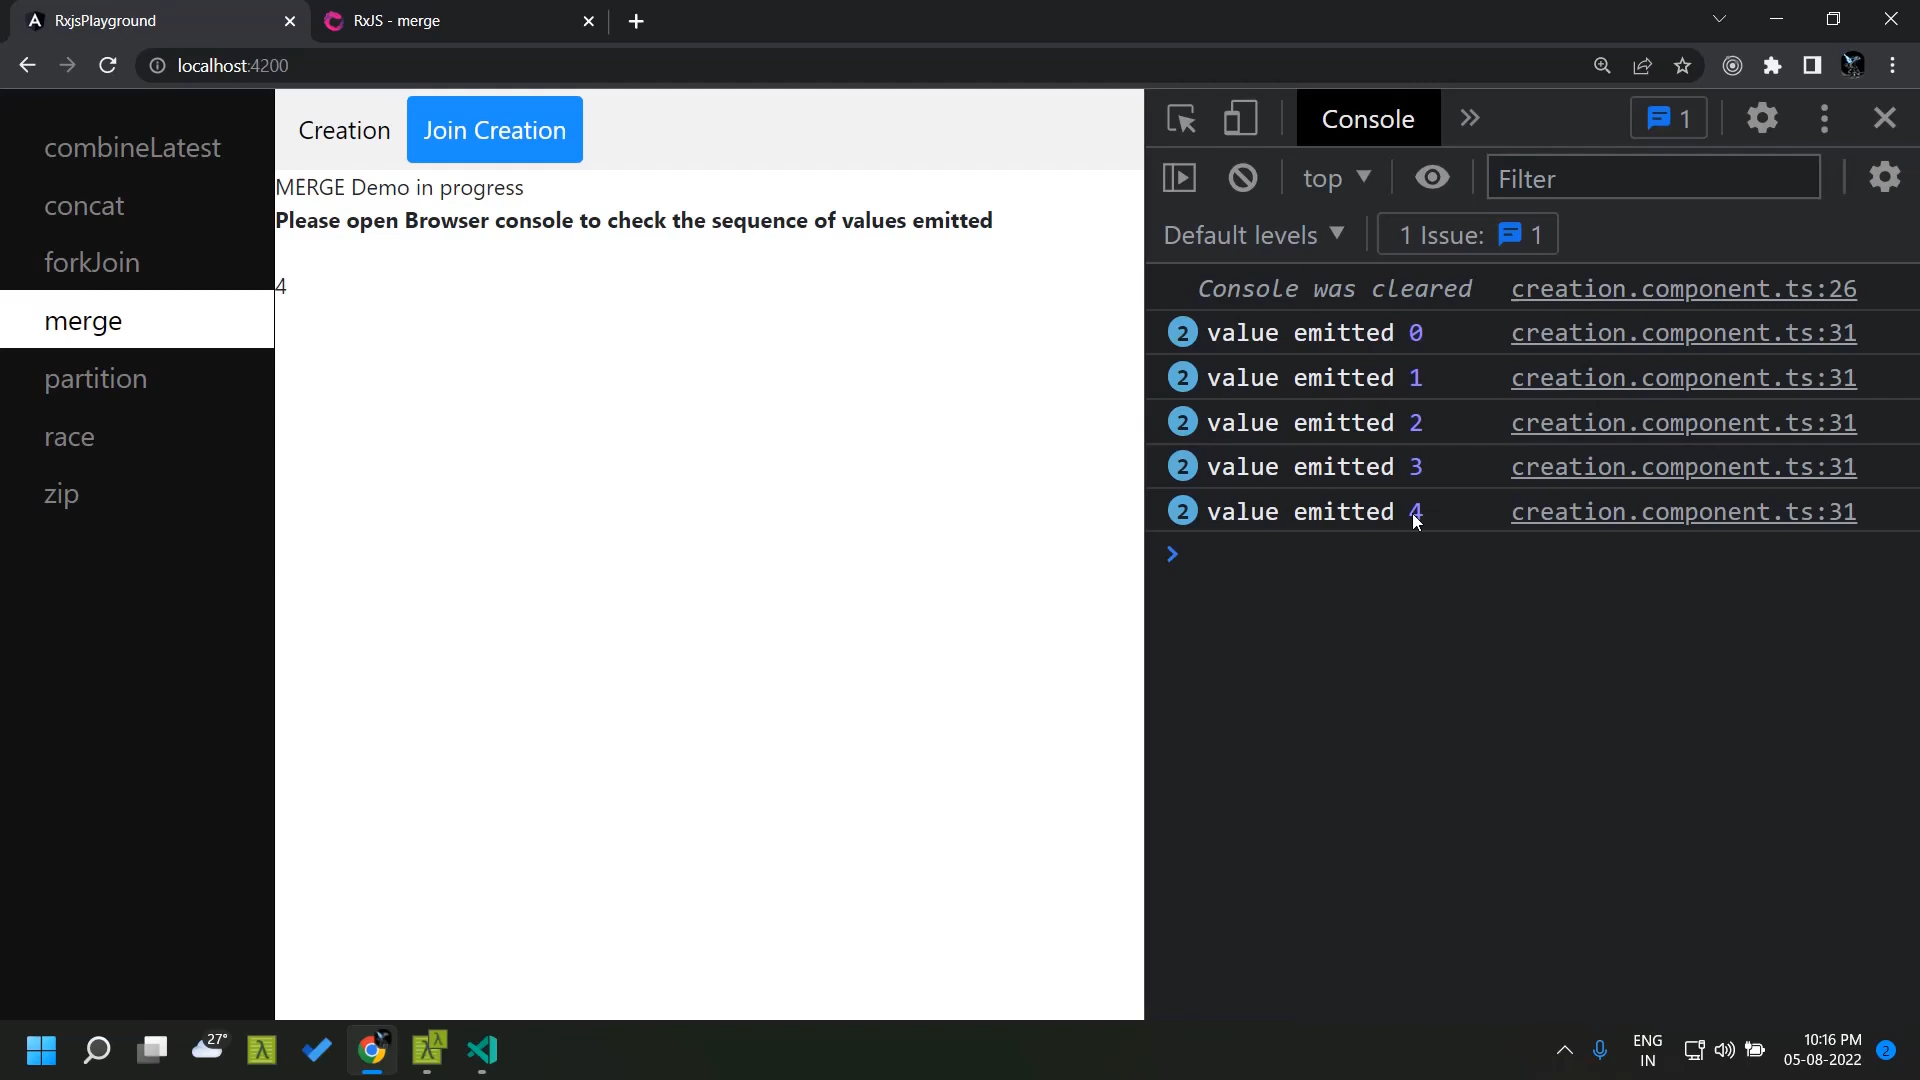 RxjsPlayground
RxJS - merge
localhost:4200
combineLatest
concat
forkJoin
merge
partition
race
zip
Creation
Join Creation
MERGE Demo in progress
Please open Browser console to check the sequence of values emitted
4
Console
1
top
Filter
Default levels
1 Issue: 1
Console was cleared creation.component.ts:26
2 value emitted 0 creation.component.ts:31
2 value emitted 1 creation.component.ts:31
2 value emitted 2 creation.component.ts:31
2 value emitted 3 creation.component.ts:31
2 value emitted 4 creation.component.ts:31
27°
ENG
IN
10:16 PM
05-08-2022
2